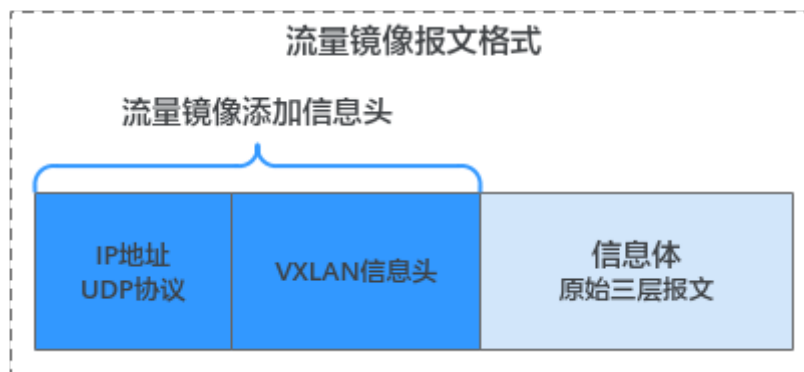 流量镜像报文格式
流量镜像添加信息头
IP地址
UDP协议
VXLAN信息头
信息体
原始三层报文